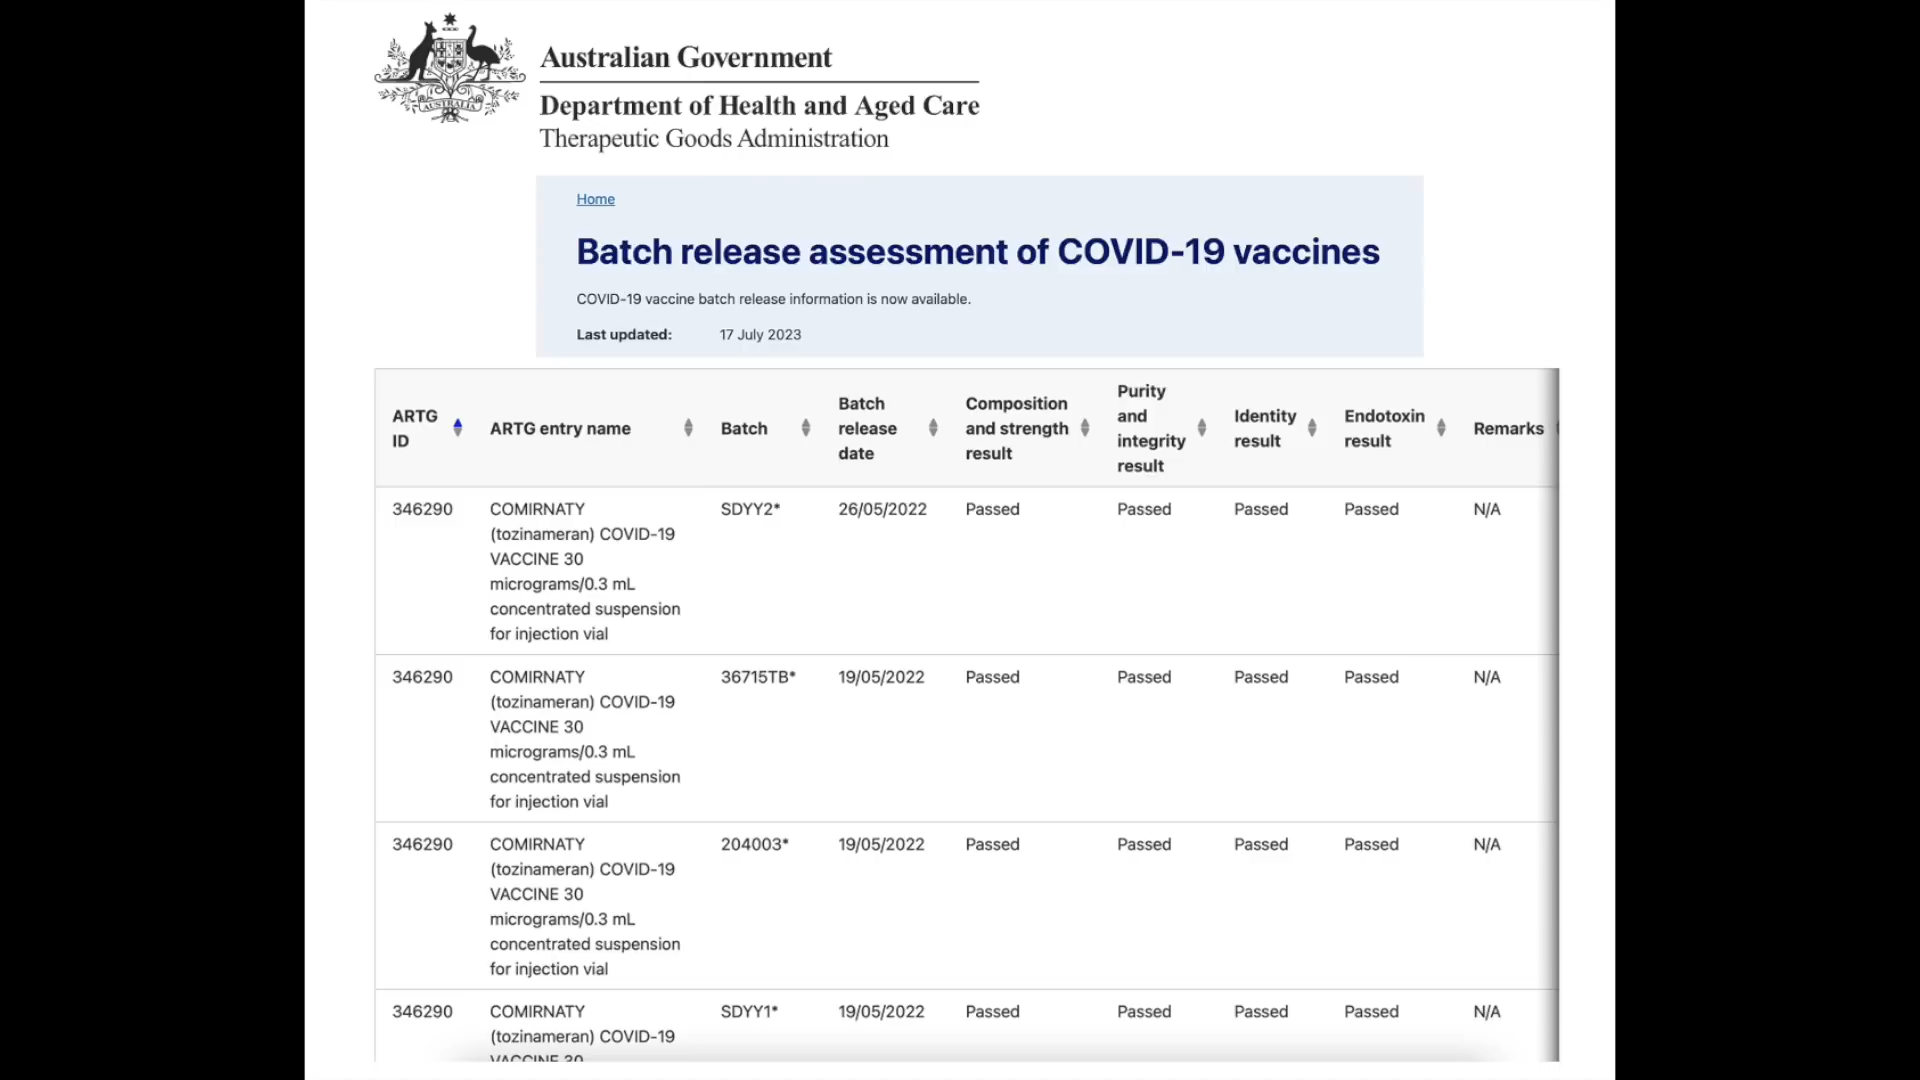 AUSTRALIA
Australian Government
Department of Health and Aged Care
Therapeutic Goods Administration
Home
Batch release assessment of COVID-19 vaccines
COVID-19 vaccine batch release information is now available.
Last updated: 17 July 2023
ARTG ID
ARTG entry name
Batch
Batch release date
Composition and strength result
Purity and integrity result
Identity result
Endotoxin result
Remarks
346290 COMIRNATY SDYY2* 26/05/2022 Passed Passed Passed Passed N/A
(tozinameran) COVID-19
VACCINE 30
micrograms/0.3 mL
concentrated suspension
for injection vial
346290 COMIRNATY 36715TB* 19/05/2022 Passed Passed Passed Passed N/A
(tozinameran) COVID-19
VACCINE 30
micrograms/0.3 mL
concentrated suspension
for injection vial
346290 COMIRNATY 204003* 19/05/2022 Passed Passed Passed Passed N/A
(tozinameran) COVID-19
VACCINE 30
micrograms/0.3 mL
concentrated suspension
for injection vial
346290 COMIRNATY SDYY1* 19/05/2022 Passed Passed Passed Passed N/A
(tozinameran) COVID-19
VACCINE 30